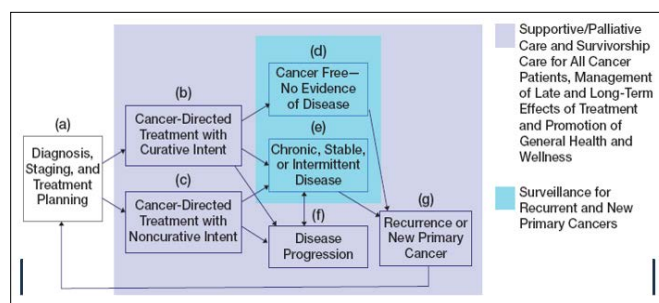 (a)
Diagnosis,
Staging, and
Treatment
Planning
(b)
Cancer-Directed
Treatment with
Curative Intent
(c)
Cancer-Directed
Treatment with
Noncurative Intent
(d)
Cancer Free—
No Evidence
of Disease
(e)
Chronic, Stable,
or Intermittent
Disease
(f)
Disease
Progression
(g)
Recurrence or
New Primary
Cancer
Supportive/Palliative
Care and Survivorship
Care for All Cancer
Patients, Management
of Late and Long-Term
Effects of Treatment
and Promotion of
General Health and
Wellness
Surveillance for
Recurrent and New
Primary Cancers